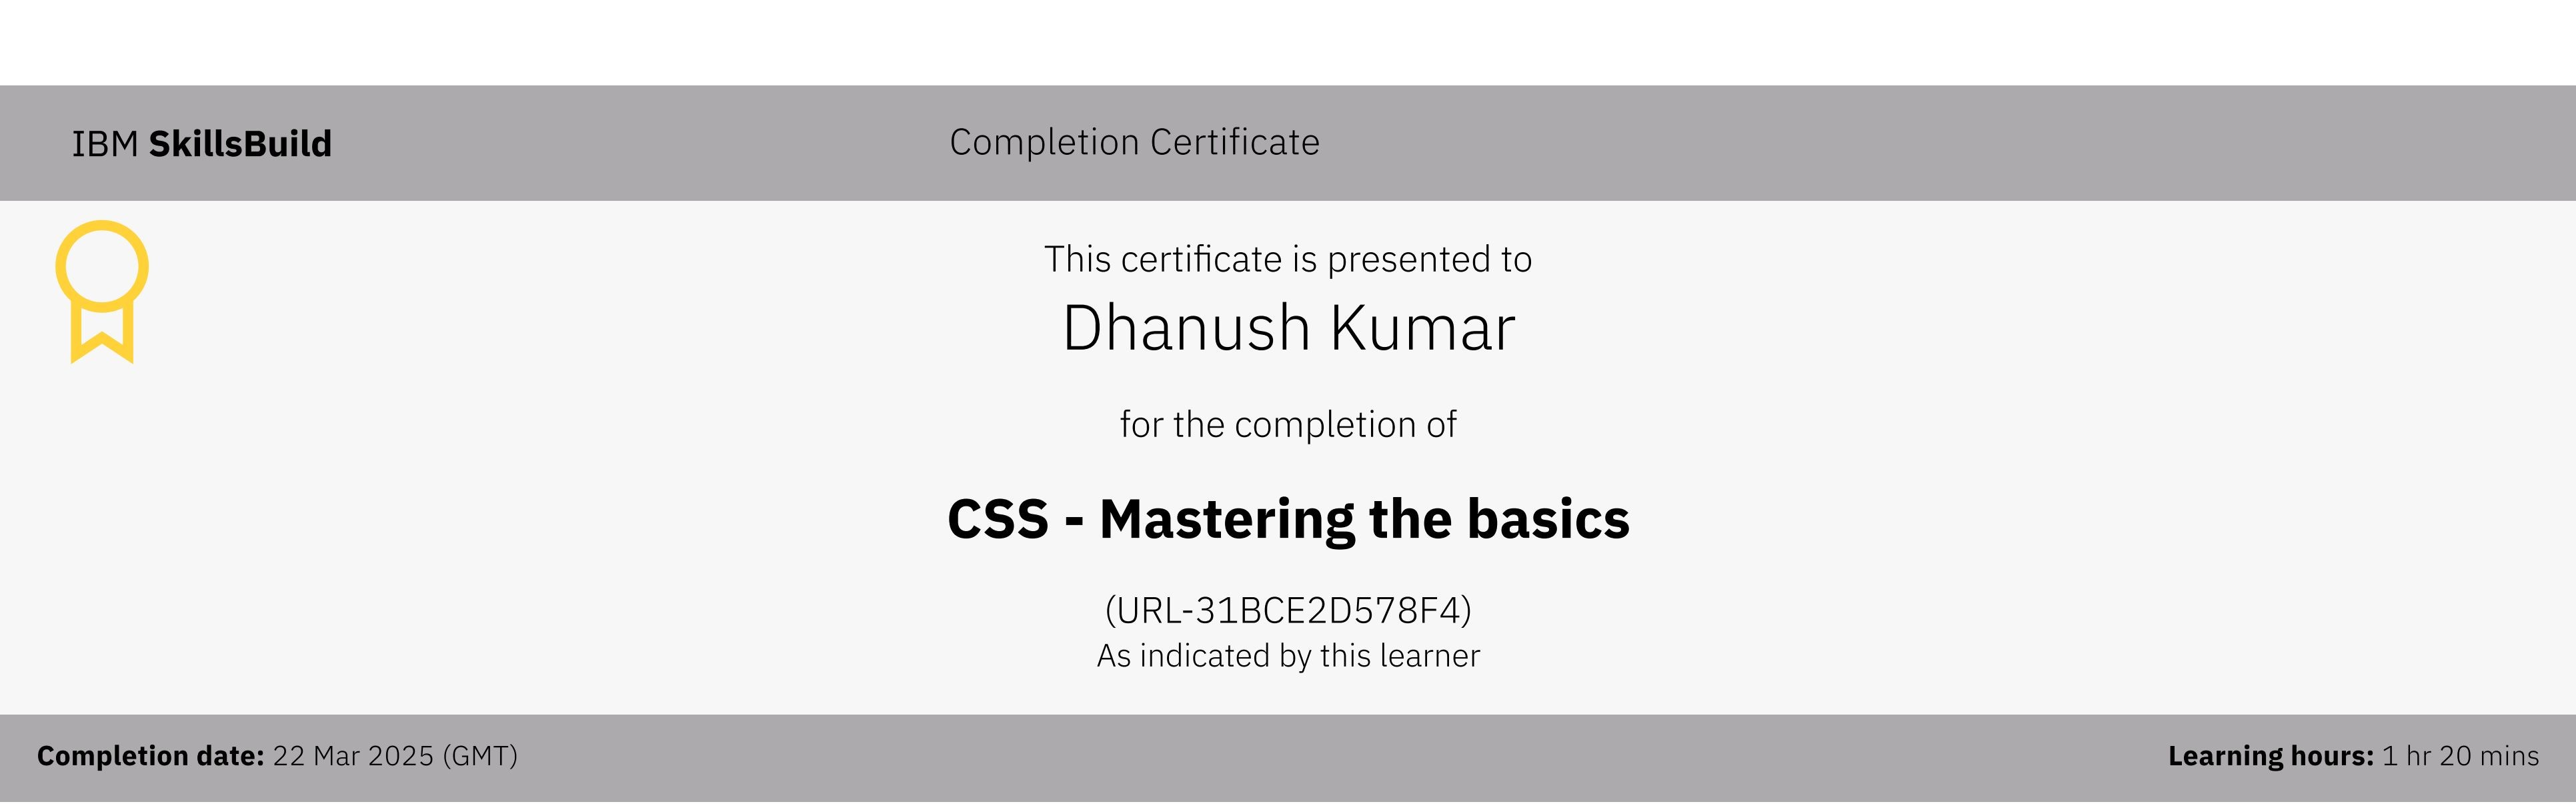 IBM SkillsBuild
Completion Certificate
This certificate is presented to
Dhanush Kumar
for the completion of
CSS - Mastering the basics
(URL-31BCE2D578F4)
As indicated by this learner
Completion date: 22 Mar 2025 (GMT)
Learning hours: 1 hr 20 mins